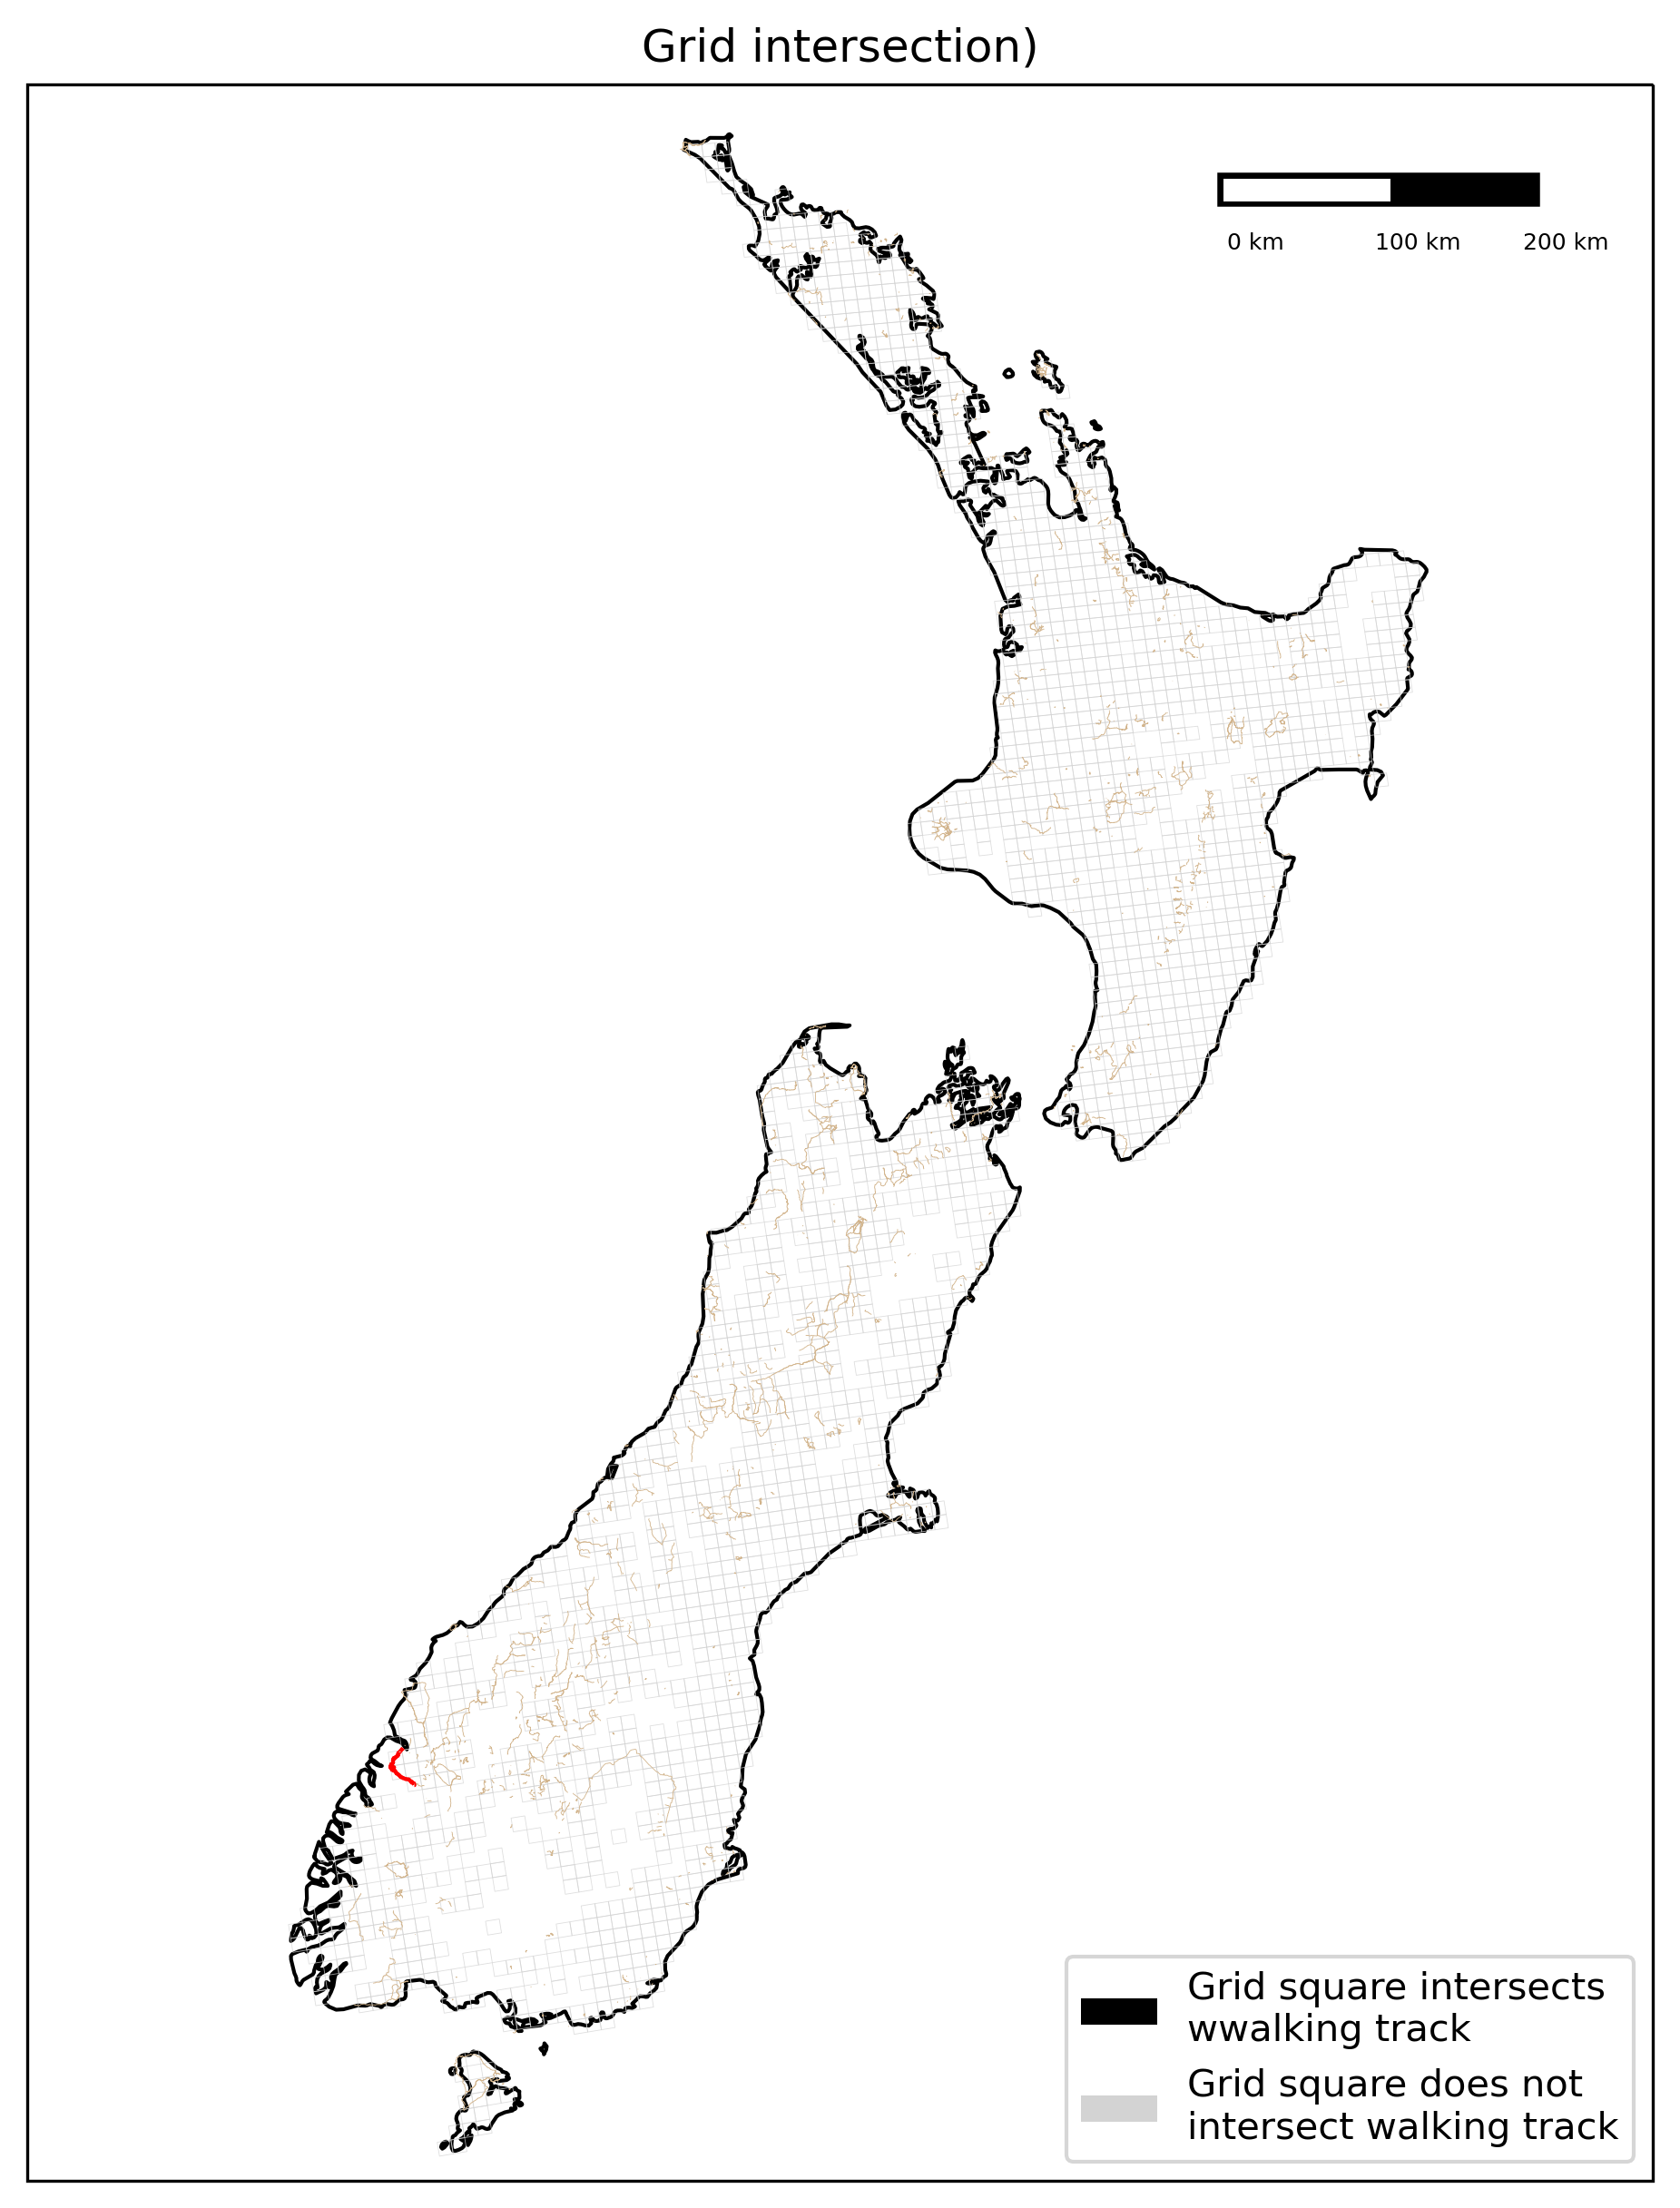 Grid intersection)
0 km 100 km 200 km
Grid square intersects
wwalking track
Grid square does not
intersect walking track